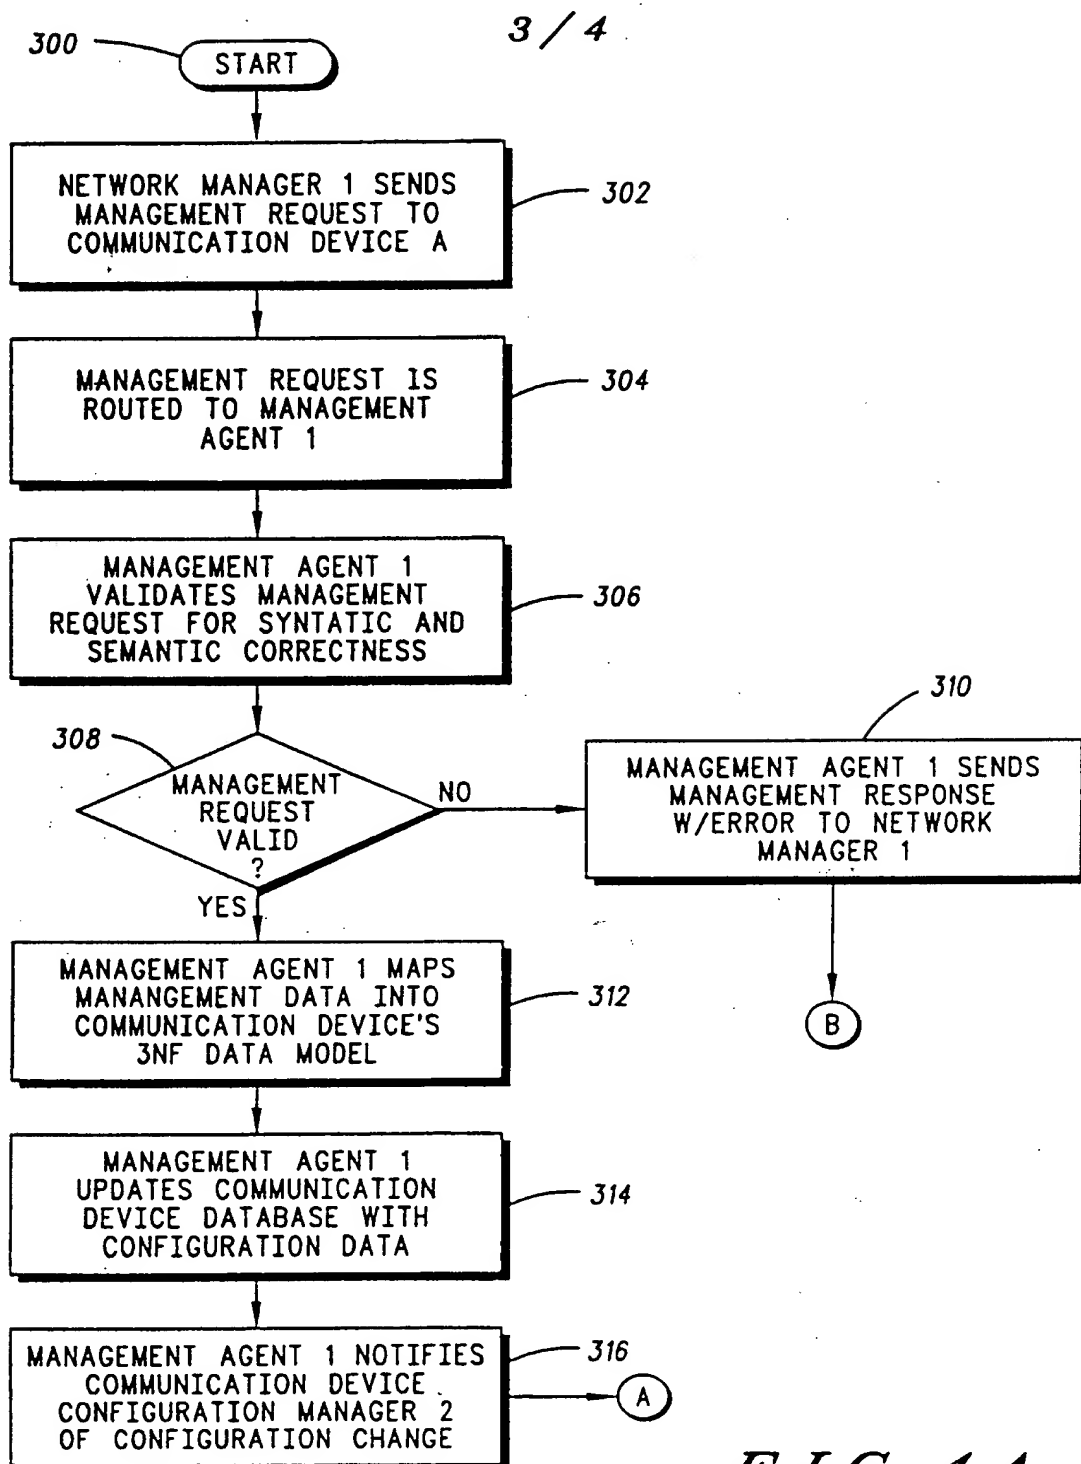 3/4
300
START
NETWORK MANAGER 1 SENDS
MANAGEMENT REQUEST TO
COMMUNICATION DEVICE A
302
MANAGEMENT REQUEST IS
ROUTED TO MANAGEMENT
AGENT 1
304
MANAGEMENT AGENT 1
VALIDATES MANAGEMENT
REQUEST FOR SYNTATIC AND
SEMANTIC CORRECTNESS
306
308
MANAGEMENT
REQUEST
VALID
?
NO
YES
310
MANAGEMENT AGENT 1 SENDS
MANAGEMENT RESPONSE
W/ERROR TO NETWORK
MANAGER 1
B
MANAGEMENT AGENT 1 MAPS
MANANGEMENT DATA INTO
COMMUNICATION DEVICE'S
3NF DATA MODEL
312
MANAGEMENT AGENT 1
UPDATES COMMUNICATION
DEVICE DATABASE WITH
CONFIGURATION DATA
314
MANAGEMENT AGENT 1 NOTIFIES
COMMUNICATION DEVICE
CONFIGURATION MANAGER 2
OF CONFIGURATION CHANGE
316
A